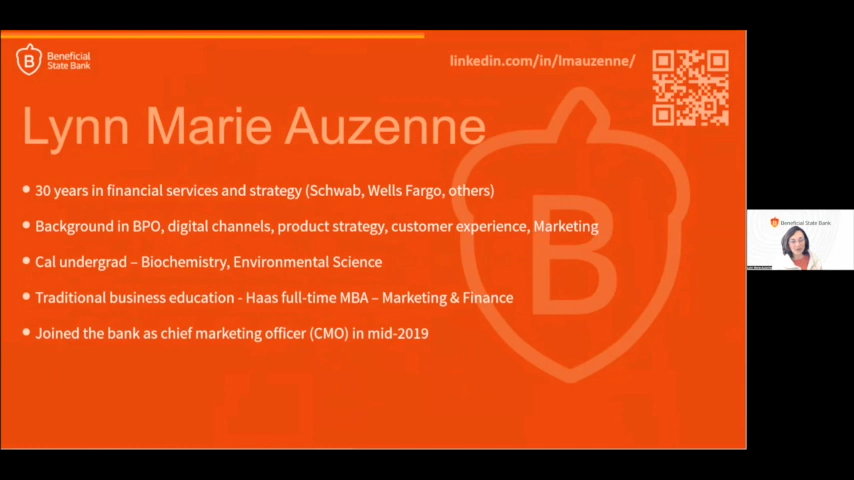 Beneficial
State Bank
linkedin.com/in/lmauzenne/
Lynn Marie Auzenne
30 years in financial services and strategy (Schwab, Wells Fargo, others)
Background in BPO, digital channels, product strategy, customer experience, Marketing
Cal undergrad – Biochemistry, Environmental Science
Traditional business education - Haas full-time MBA – Marketing & Finance
Joined the bank as chief marketing officer (CMO) in mid-2019
B
B
Beneficial State Bank